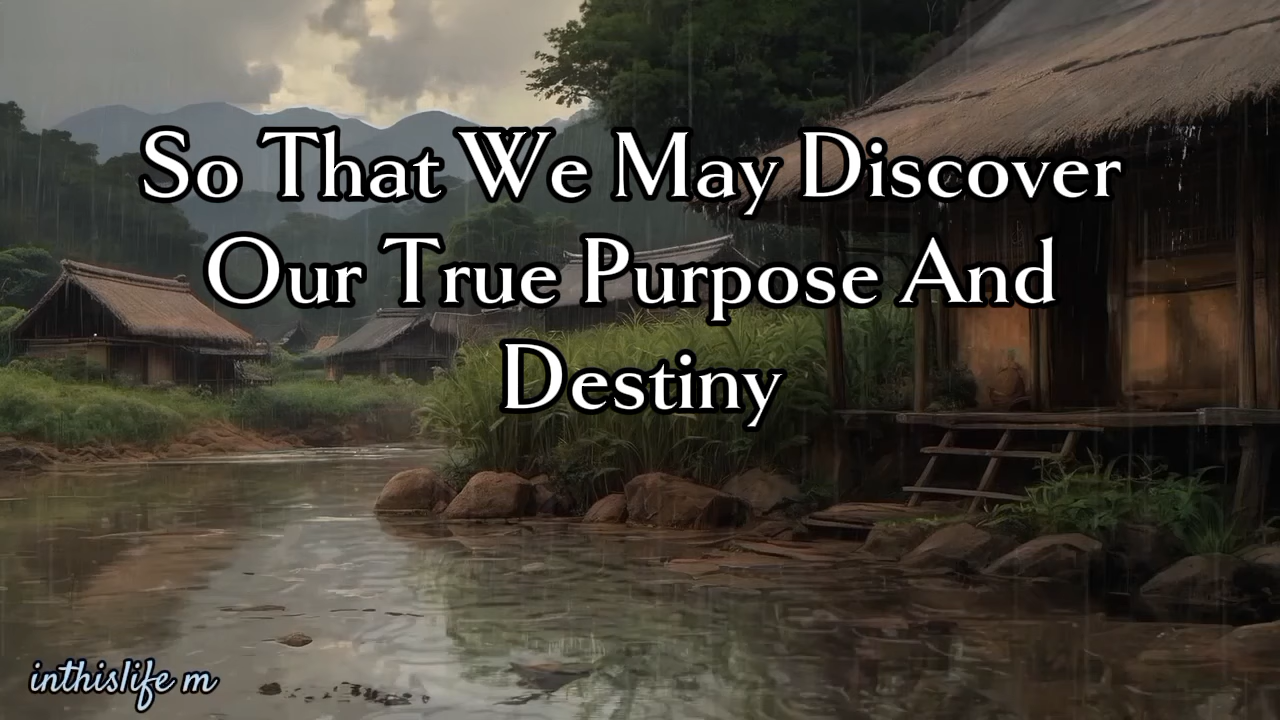 So That We May Discover
Our True Purpose And
Destiny
inthislife m